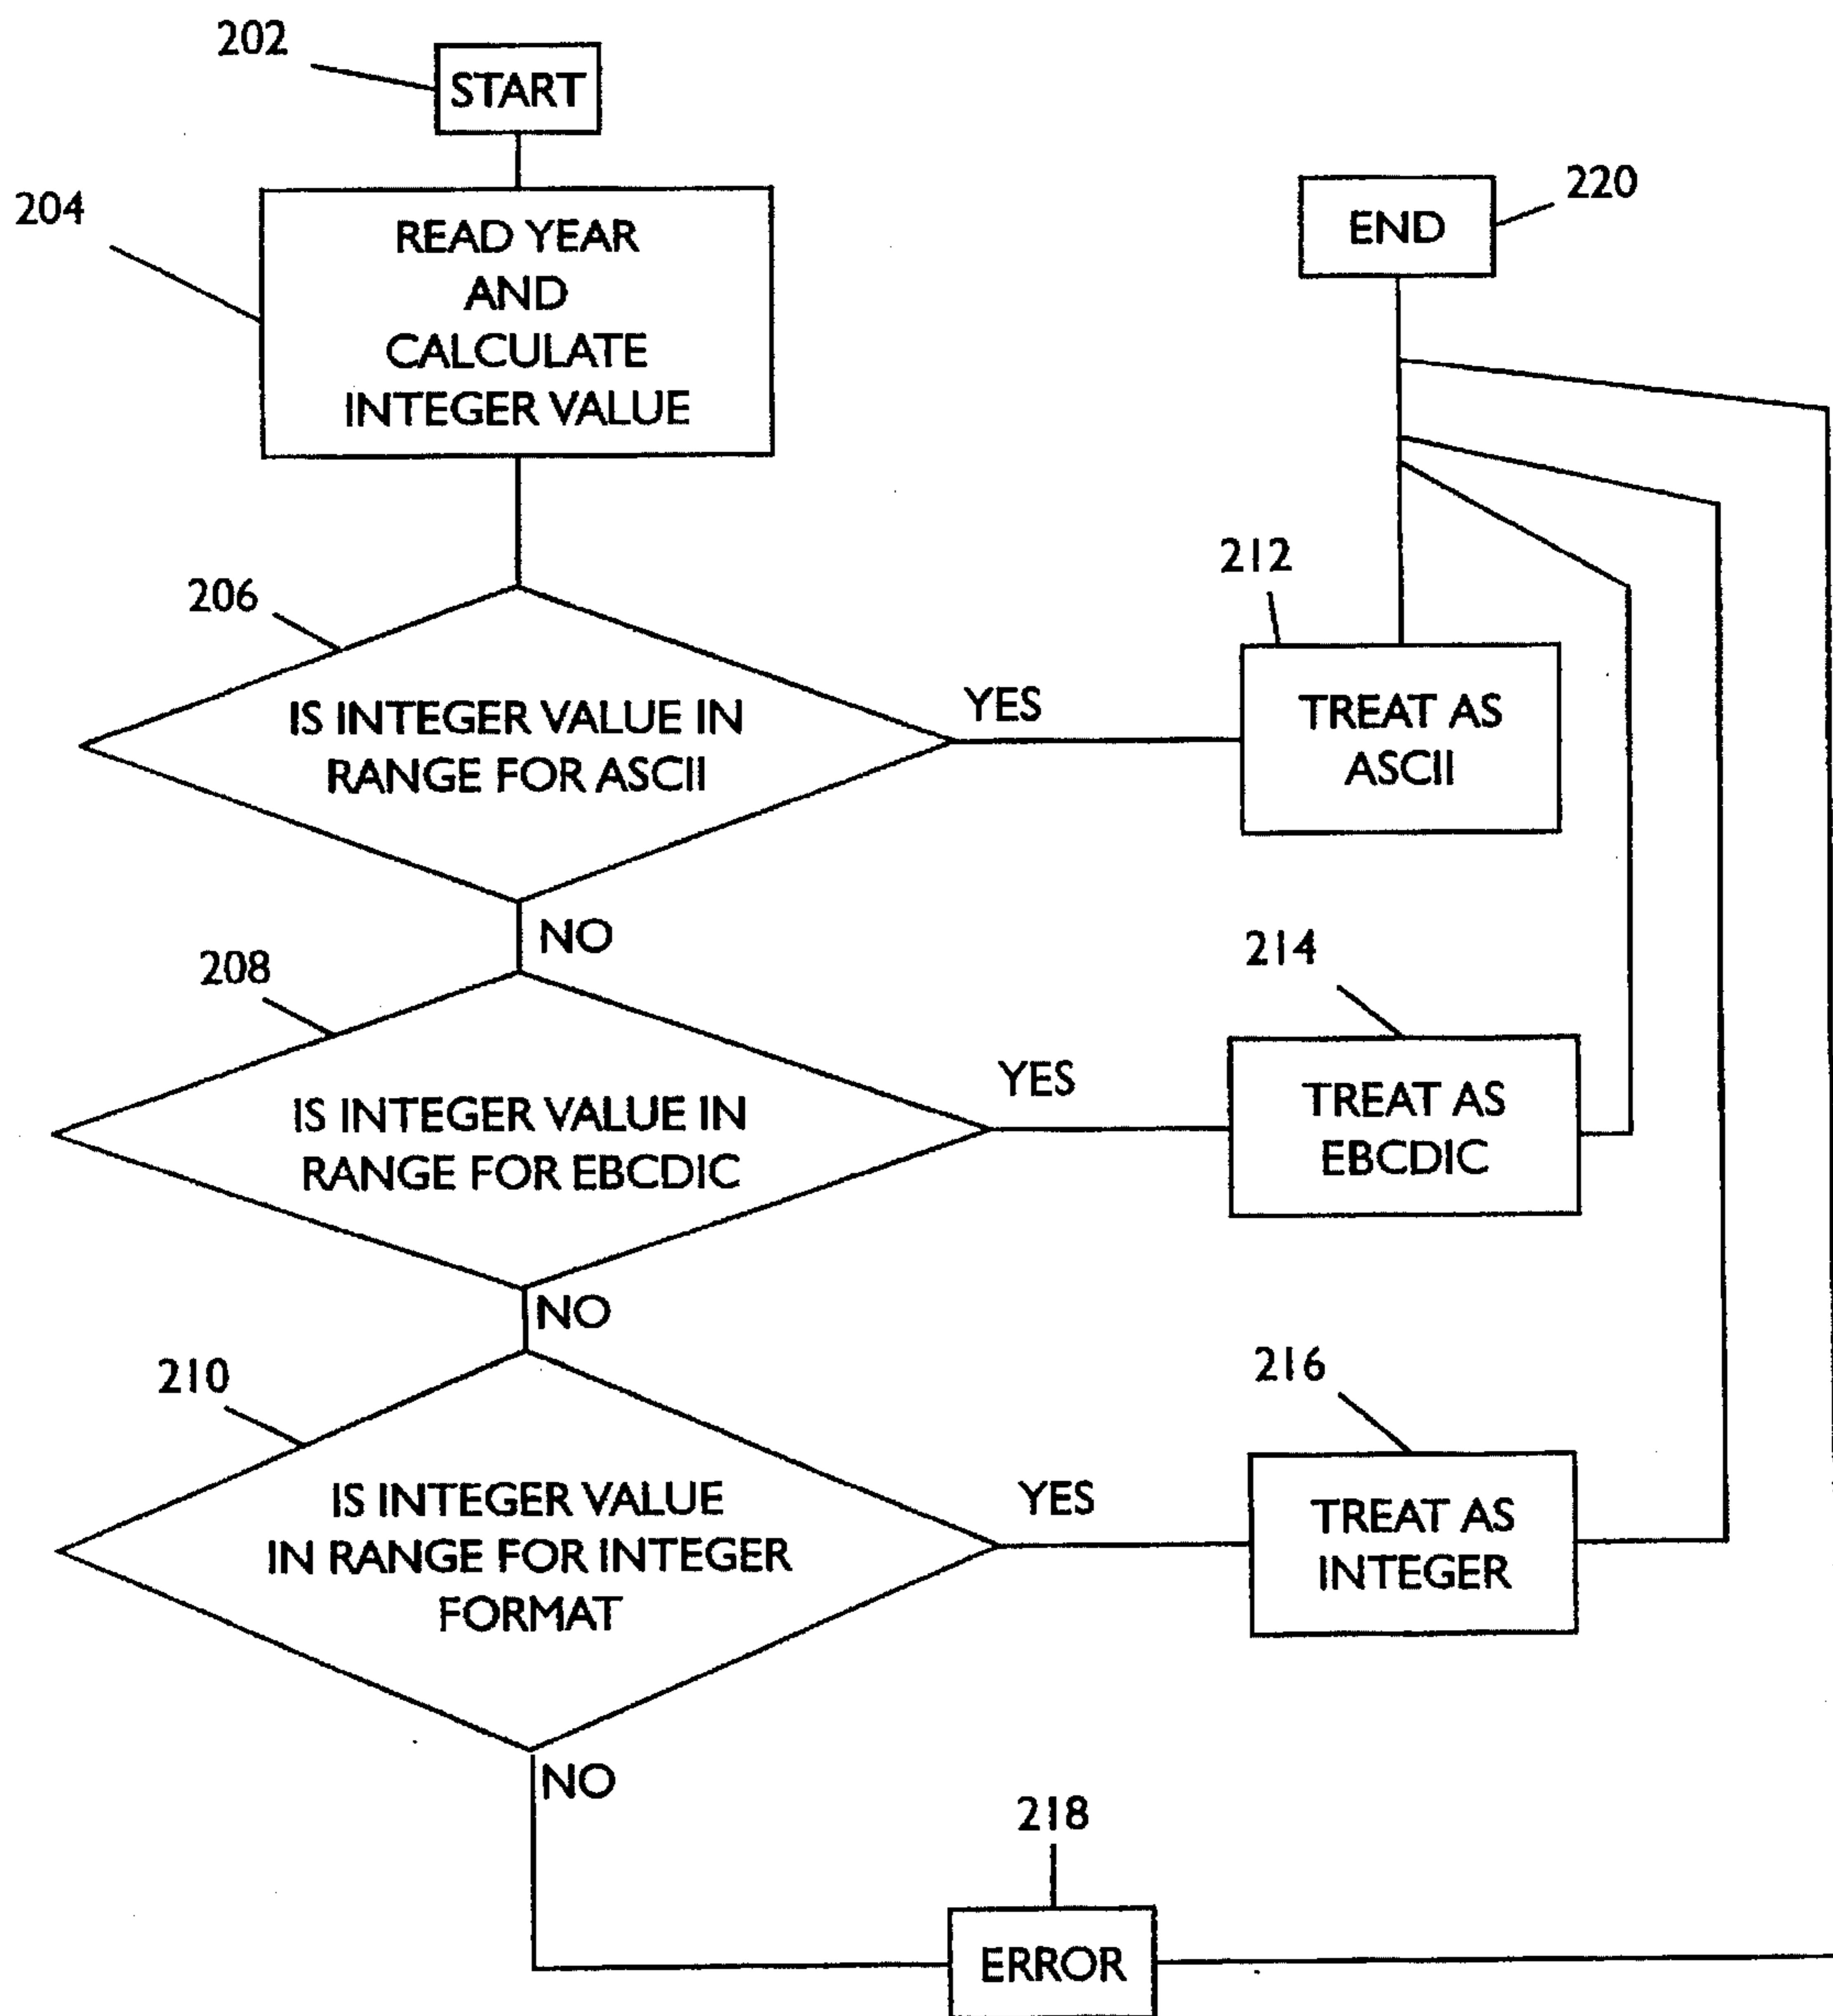 202
START
204
READ YEAR
AND
CALCULATE
INTEGER VALUE
220
END
206
IS INTEGER VALUE IN
RANGE FOR ASCII
YES
212
TREAT AS
ASCII
NO
208
IS INTEGER VALUE IN
RANGE FOR EBCDIC
YES
214
TREAT AS
EBCDIC
NO
210
IS INTEGER VALUE
IN RANGE FOR INTEGER
FORMAT
YES
216
TREAT AS
INTEGER
NO
218
ERROR